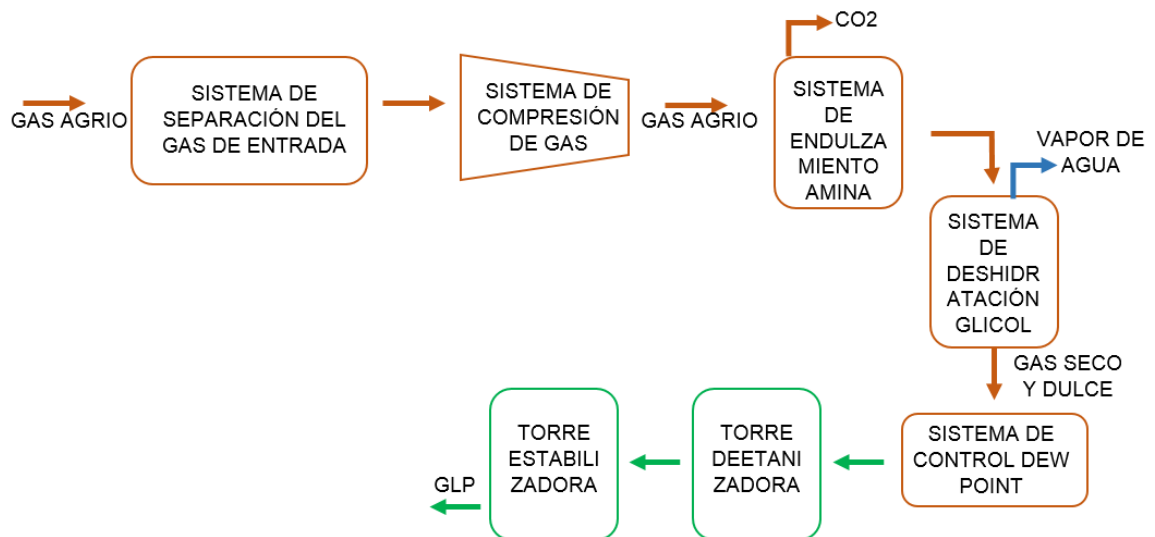 GAS AGRIO
SISTEMA DE
SEPARACIÓN DEL
GAS DE ENTRADA
SISTEMA DE
COMPRESIÓN
DE GAS
GAS AGRIO
CO2
SISTEMA
DE
ENDULZA
MIENTO
AMINA
VAPOR DE
AGUA
SISTEMA
DE
DESHIDR
ATACIÓN
GLICOL
GAS SECO
Y DULCE
SISTEMA DE
CONTROL DEW
POINT
TORRE
DEETANI
ZADORA
TORRE
ESTABILI
ZADORA
GLP